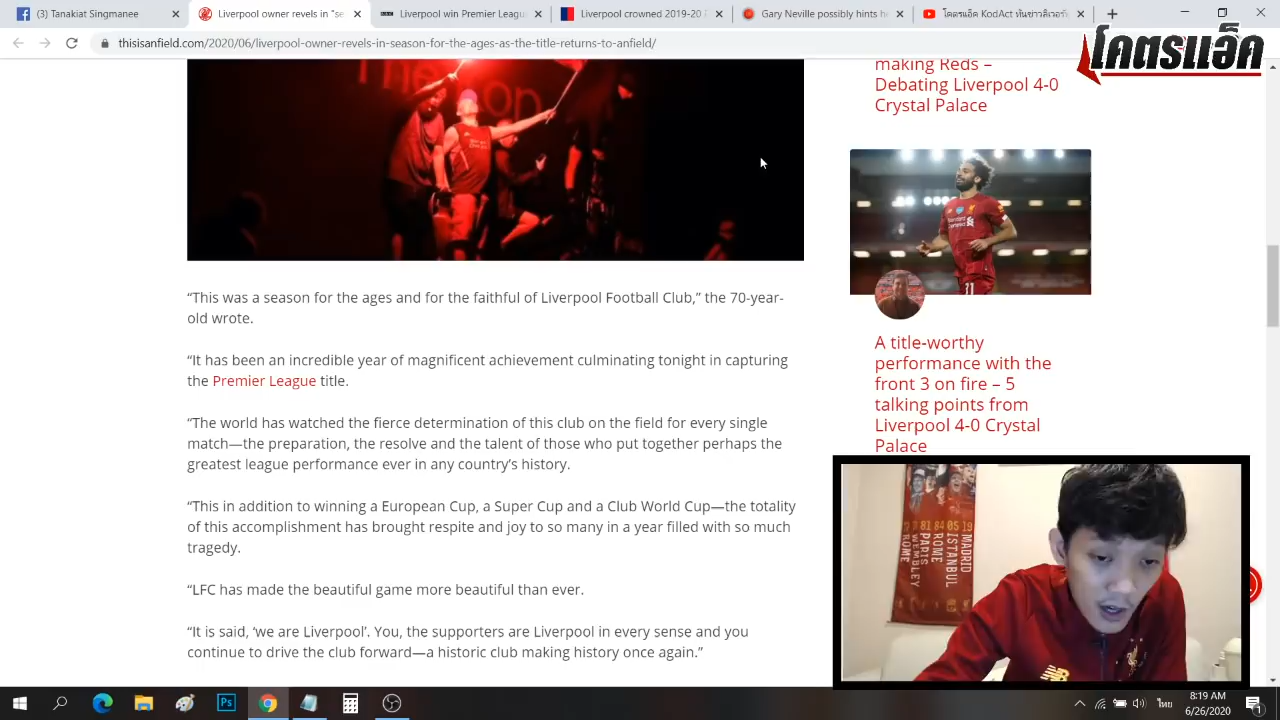 Tanakiat Singmanee
Liverpool owner revels in "se
Liverpool win Premier Leagu
Liverpool crowned 2019-20
Gary Neville possibly hints he
thisisanfield.com/2020/06/liverpool-owner-revels-in-season-for-the-ages-as-the-title-returns-to-anfield/
โคตรแอ็ค
making Reds –
Debating Liverpool 4-0
Crystal Palace
“This was a season for the ages and for the faithful of Liverpool Football Club,” the 70-year-
old wrote.
“It has been an incredible year of magnificent achievement culminating tonight in capturing
the Premier League title.
“The world has watched the fierce determination of this club on the field for every single
match—the preparation, the resolve and the talent of those who put together perhaps the
greatest league performance ever in any country’s history.
“This in addition to winning a European Cup, a Super Cup and a Club World Cup—the totality
of this accomplishment has brought respite and joy to so many in a year filled with so much
tragedy.
“LFC has made the beautiful game more beautiful than ever.
“It is said, ‘we are Liverpool’. You, the supporters are Liverpool in every sense and you
continue to drive the club forward—a historic club making history once again.”
A title-worthy
performance with the
front 3 on fire – 5
talking points from
Liverpool 4-0 Crystal
Palace
77 78 81 84 05 19
ROME
WEMBLEY
PARIS
ROME
ISTANBUL
MADRID
Ps
ไทย
8:19 AM
6/26/2020